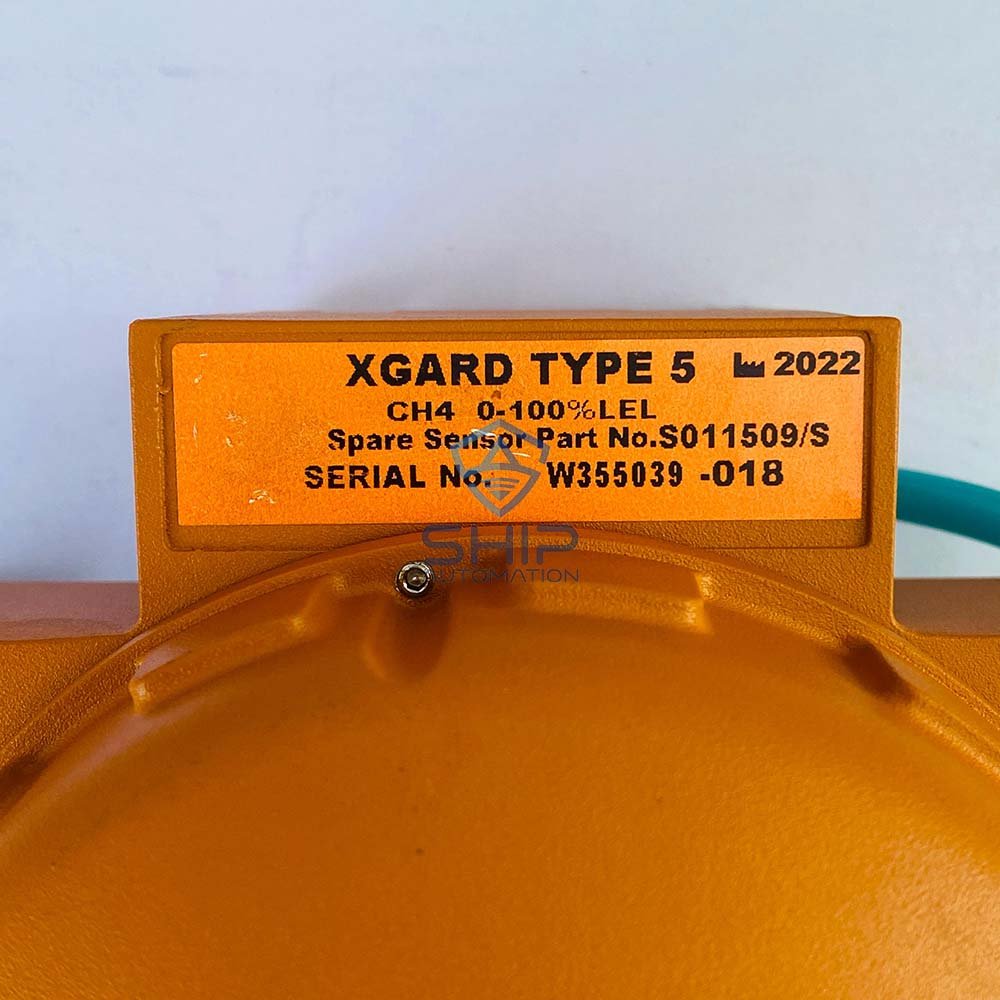 XGARD TYPE 5 2022
CH4 0-100%LEL
Spare Sensor Part No.S011509/S
SERIAL No. W355039 -018
SHIP
AUTOMATION